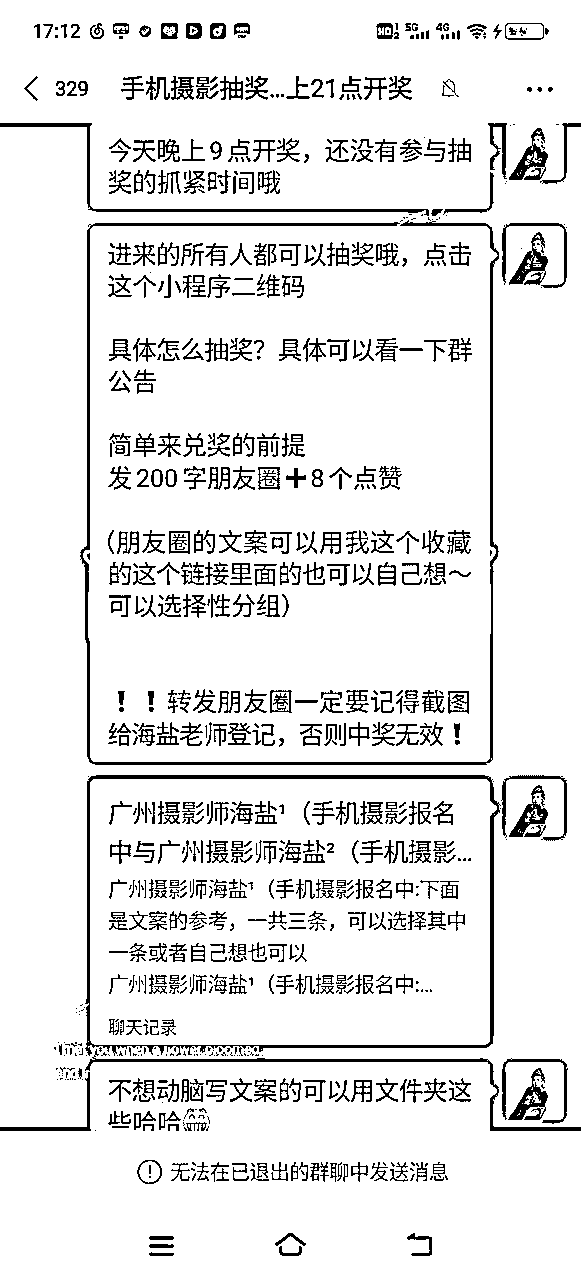 17:12
329 手机摄影抽奖...上21点开奖
今天晚上9点开奖，还没有参与抽
奖的抓紧时间哦
进来的所有人都可以抽奖哦，点击
这个小程序二维码
具体怎么抽奖？具体可以看一下群
公告
简单来兑奖的前提
发200字朋友圈➕8个点赞
（朋友圈的文案可以用我这个收藏
的这个链接里面的也可以自己想～
可以选择性分组）
！！转发朋友圈一定要记得截图
给海盐老师登记，否则中奖无效！
广州摄影师海盐¹（手机摄影报名
中与广州摄影师海盐²（手机摄影...
广州摄影师海盐¹（手机摄影报名中:下面
是文案的参考，一共三条，可以选择其中
一条或者自己想也可以
广州摄影师海盐¹（手机摄影报名中:...
聊天记录
不想动脑写文案的可以用文件夹这
些哈哈😁
无法在已退出的群聊中发送消息